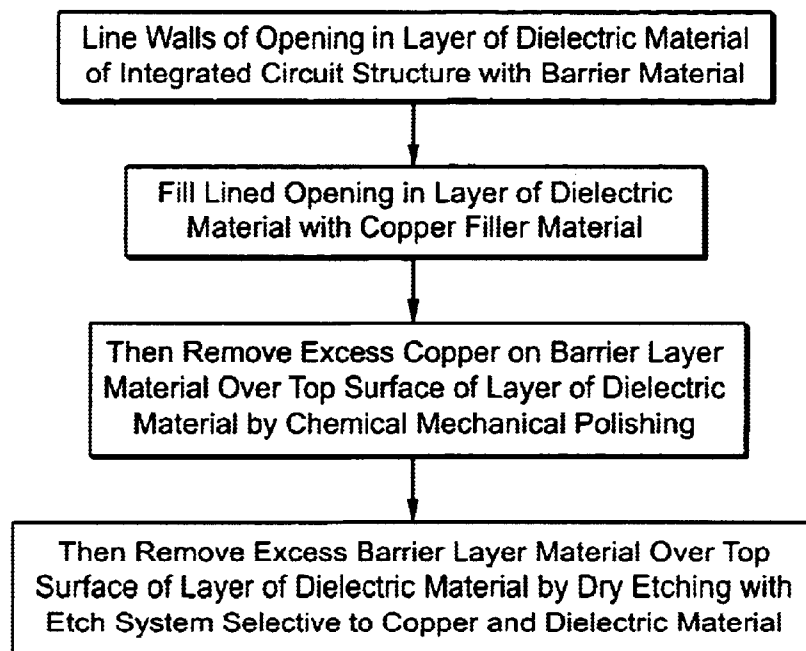 Line Walls of Opening in Layer of Dielectric Material
of Integrated Circuit Structure with Barrier Material
Fill Lined Opening in Layer of Dielectric
Material with Copper Filler Material
Then Remove Excess Copper on Barrier Layer
Material Over Top Surface of Layer of Dielectric
Material by Chemical Mechanical Polishing
Then Remove Excess Barrier Layer Material Over Top
Surface of Layer of Dielectric Material by Dry Etching with
Etch System Selective to Copper and Dielectric Material